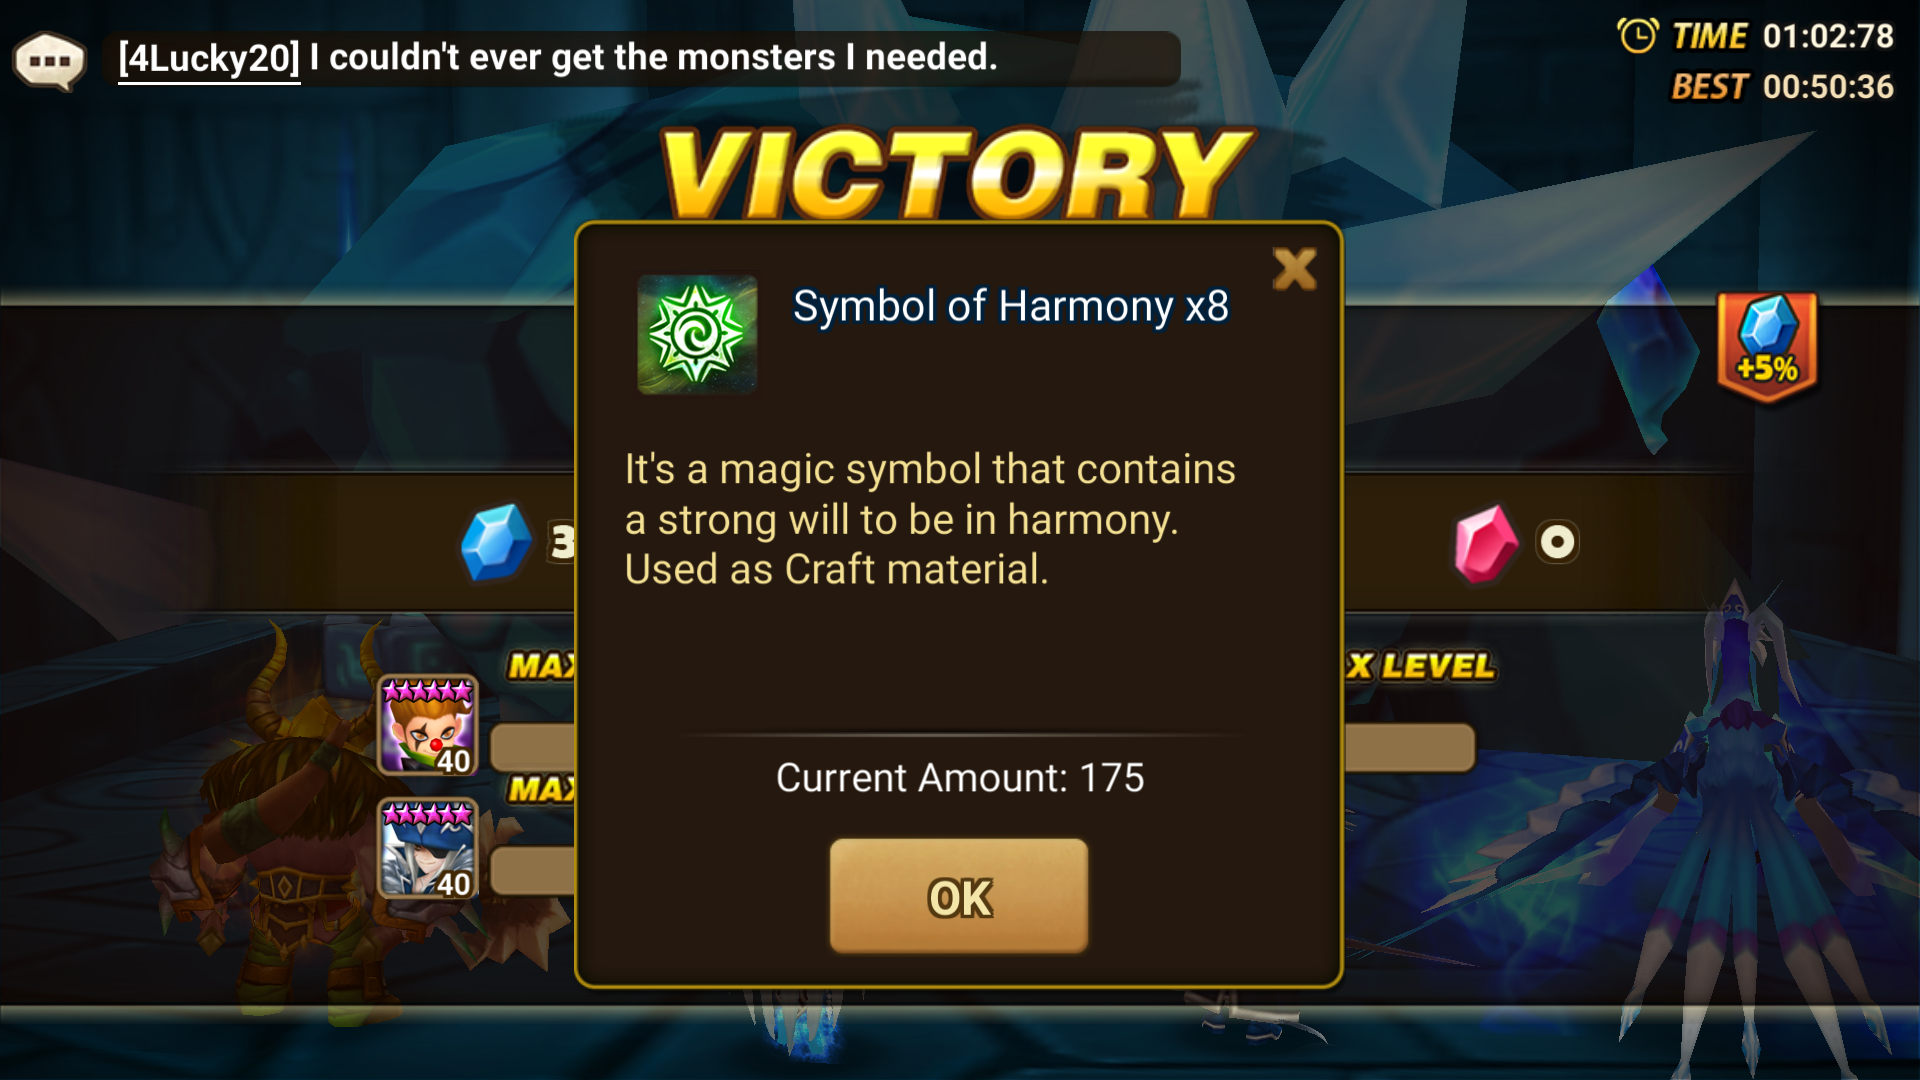 [4Lucky20] I couldn't ever get the monsters I needed.
TIME 01:02:78
BEST 00:50:36
VICTORY
X
Symbol of Harmony x8
+5%
It's a magic symbol that contains
a strong will to be in harmony.
Used as Craft material.
3
0
MAX
X LEVEL
40
MAX
40
Current Amount: 175
OK